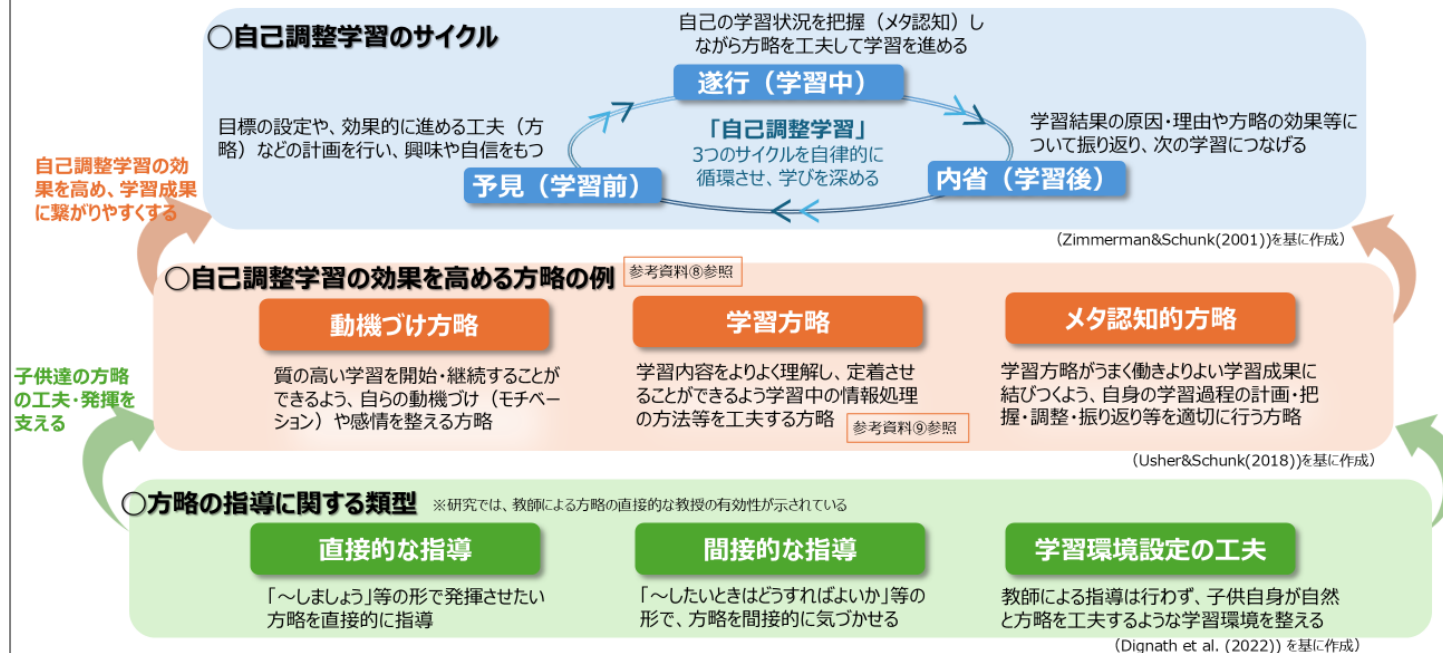 ○自己調整学習のサイクル
自己の学習状況を把握（メタ認知）し
ながら方略を工夫して学習を進める
遂行（学習中）
目標の設定や、効果的に進める工夫（方
略）などの計画を行い、興味や自信をもつ
「自己調整学習」
3つのサイクルを自律的に
循環させ、学びを深める
学習結果の原因・理由や方略の効果等に
ついて振り返り、次の学習につなげる
予見（学習前）
内省（学習後）
自己調整学習の効
果を高め、学習成果
に繋がりやすくする
（Zimmerman&Schunk(2001))を基に作成）
○自己調整学習の効果を高める方略の例
参考資料⑧参照
動機づけ方略
学習方略
メタ認知的方略
質の高い学習を開始・継続することが
できるよう、自らの動機づけ（モチベー
ション）や感情を整える方略
学習内容をよりよく理解し、定着させ
ることができるよう学習中の情報処理
の方法等を工夫する方略
参考資料⑨参照
学習方略がうまく働きよりよい学習成果に
結びつくよう、自身の学習過程の計画・把
握・調整・振り返り等を適切に行う方略
子供達の方略
の工夫・発揮を
支える
（Usher&Schunk(2018))を基に作成）
○方略の指導に関する類型
※研究では、教師による方略の直接的な教授の有効性が示されている
直接的な指導
間接的な指導
学習環境設定の工夫
「～しましょう」等の形で発揮させたい
方略を直接的に指導
「～したいときはどうすればよいか」等の
形で、方略を間接的に気づかせる
教師による指導は行わず、子供自身が自然
と方略を工夫するような学習環境を整える
（Dignath et al. (2022)) を基に作成）